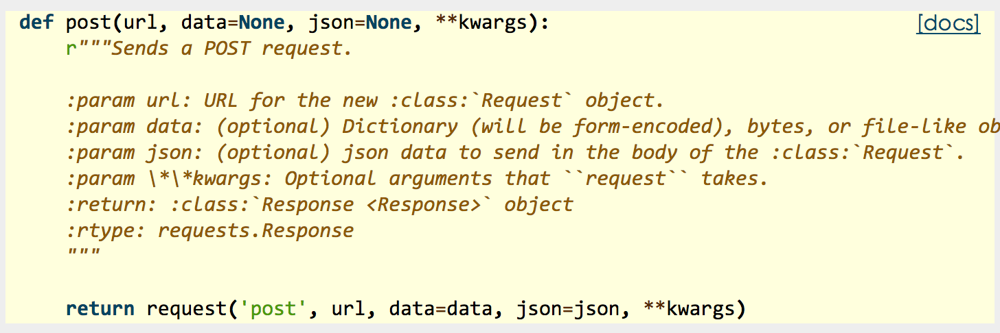 def post(url, data=None, json=None, **kwargs): [docs]
r"""Sends a POST request.
:param url: URL for the new :class:`Request` object.
:param data: (optional) Dictionary (will be form-encoded), bytes, or file-like ob
:param json: (optional) json data to send in the body of the :class:`Request`.
:param \*\*kwargs: Optional arguments that ``request`` takes.
:return: :class:`Response <Response>` object
:rtype: requests.Response
"""
return request('post', url, data=data, json=json, **kwargs)